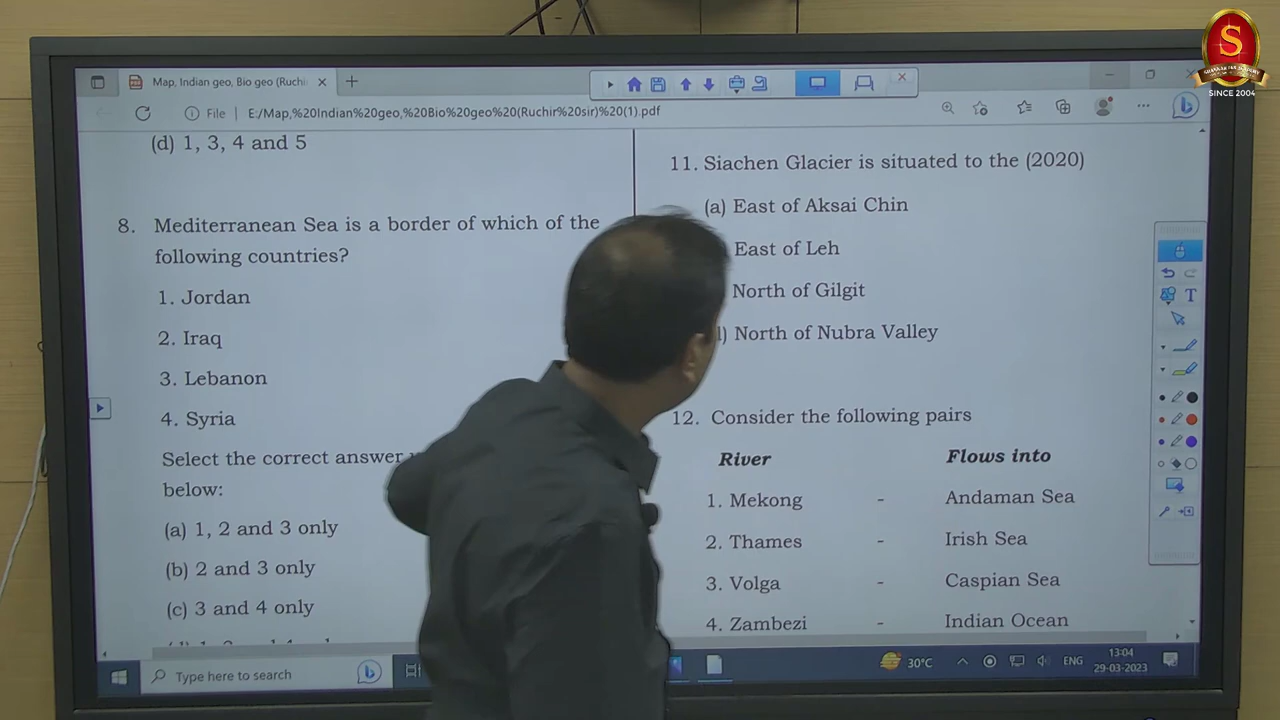 Map, Indian geo, Bio geo (Ruchi
File
E:/Map,%20Indian%20geo,%20Bio%20geo%20(Ruchir%20sir)%20(1).pdf
S
SINCE 2004
(d) 1, 3, 4 and 5
8. Mediterranean Sea is a border of which of the
following countries?
1. Jordan
2. Iraq
3. Lebanon
4. Syria
Select the correct answer
below:
(a) 1, 2 and 3 only
(b) 2 and 3 only
(c) 3 and 4 only
11. Siachen Glacier is situated to the (2020)
(a) East of Aksai Chin
East of Leh
North of Gilgit
) North of Nubra Valley
12. Consider the following pairs
River Flows into
1. Mekong - Andaman Sea
2. Thames - Irish Sea
3. Volga - Caspian Sea
4. Zambezi - Indian Ocean
T
Type here to search
30°C
ENG
13:04
29-03-2023